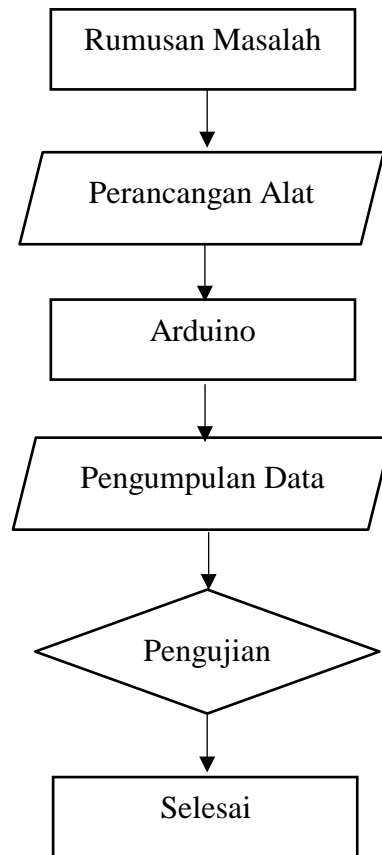 Rumusan Masalah
Perancangan Alat
Arduino
Pengumpulan Data
Pengujian
Selesai